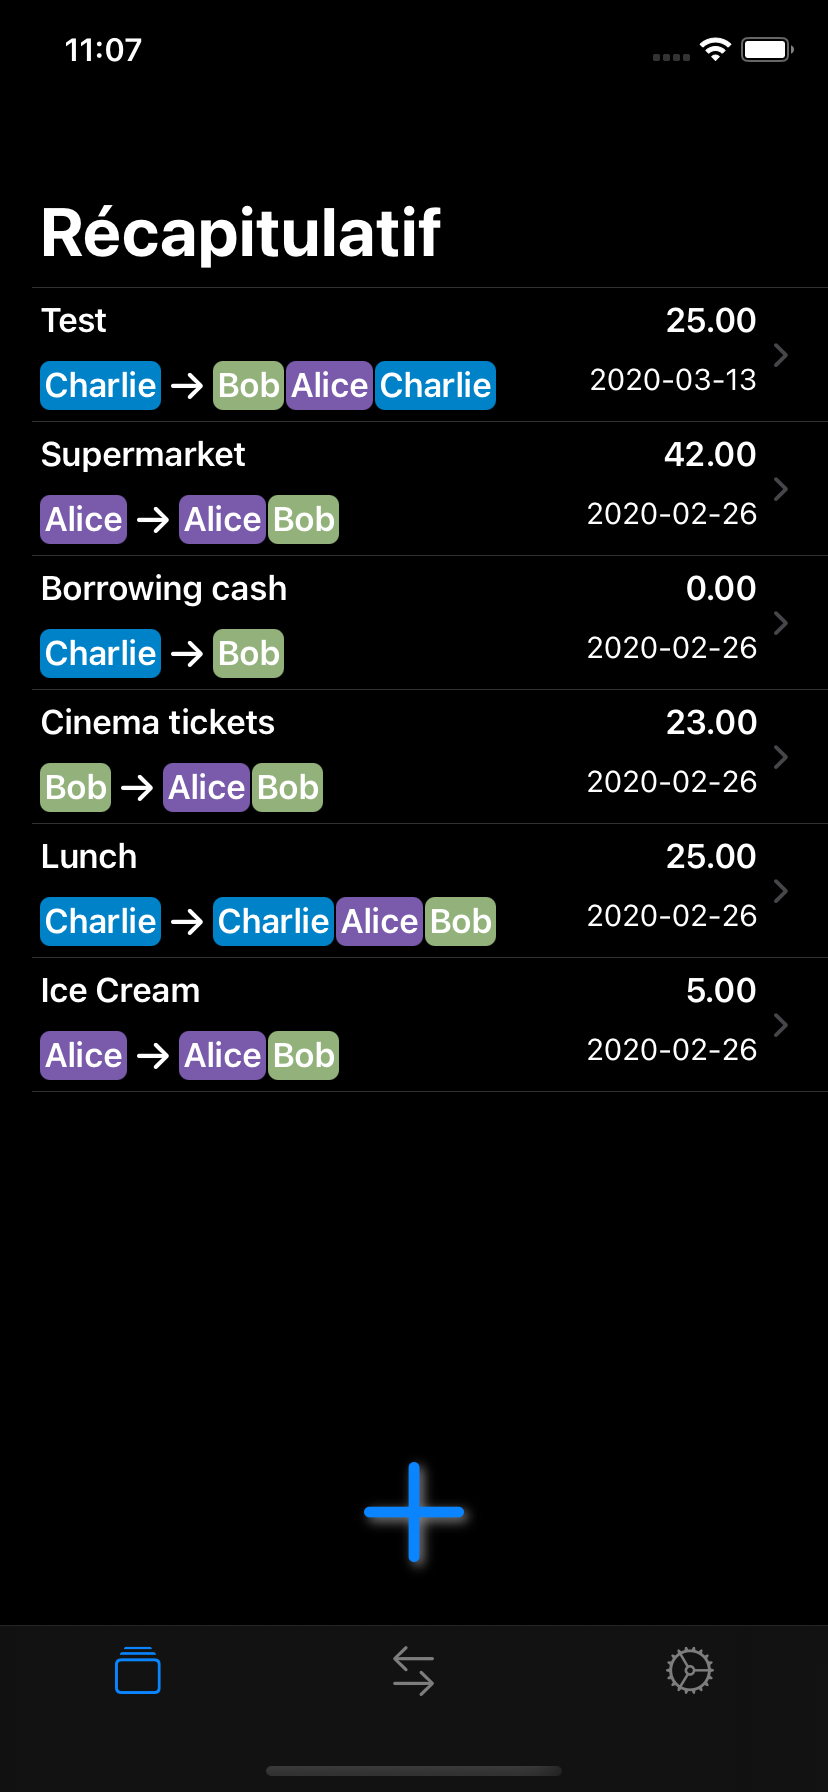 11:07
Récapitulatif
Test 25.00
Charlie → Bob Alice Charlie 2020-03-13
Supermarket 42.00
Alice → Alice Bob 2020-02-26
Borrowing cash 0.00
Charlie → Bob 2020-02-26
Cinema tickets 23.00
Bob → Alice Bob 2020-02-26
Lunch 25.00
Charlie → Charlie Alice Bob 2020-02-26
Ice Cream 5.00
Alice → Alice Bob 2020-02-26